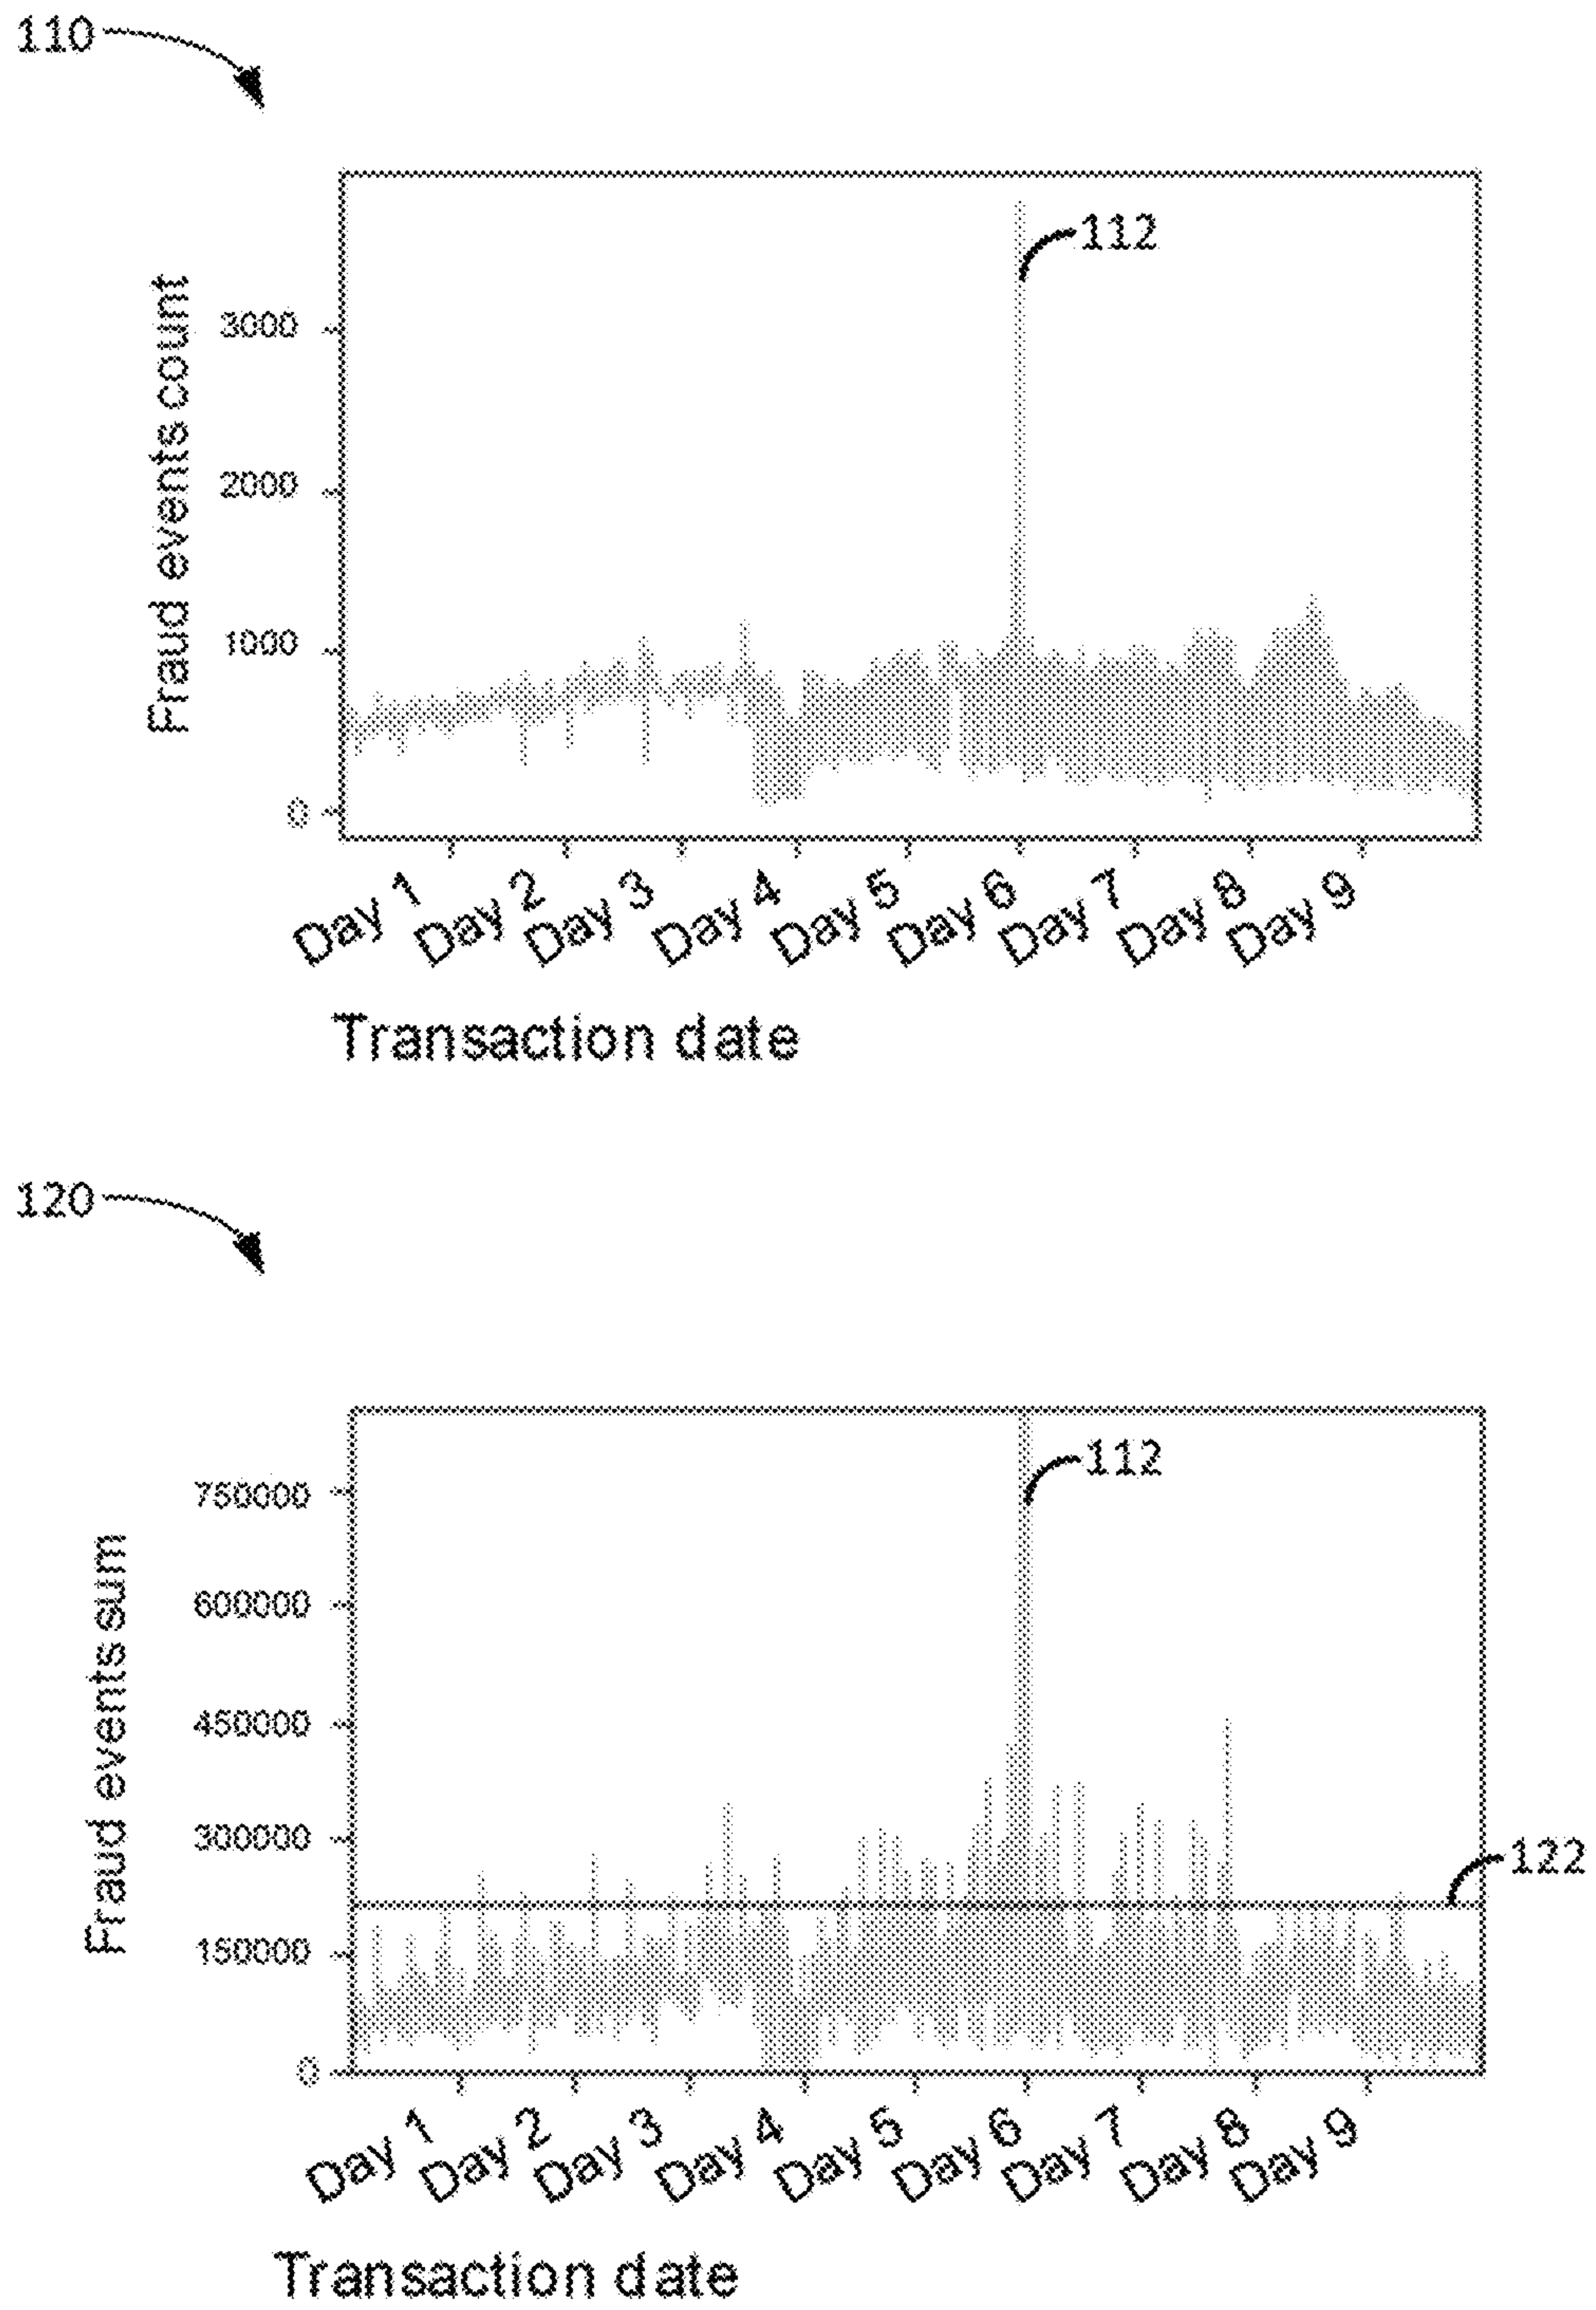 110
112
Fraud events count
3000
2000
1000
0
Day 1
Day 2
Day 3
Day 4
Day 5
Day 6
Day 7
Day 8
Day 9
Transaction date
120
112
Fraud events sum
750000
600000
450000
300000
150000
0
122
Day 1
Day 2
Day 3
Day 4
Day 5
Day 6
Day 7
Day 8
Day 9
Transaction date